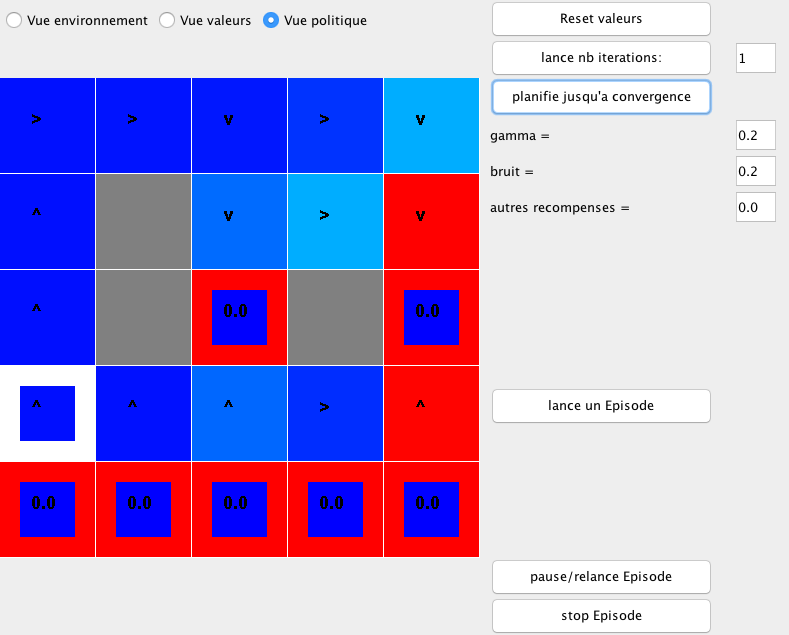 Vue environnement Vue valeurs Vue politique
Reset valeurs
lance nb iterations: 1
planifie jusqu'a convergence
gamma = 0.2
bruit = 0.2
autres recompenses = 0.0
> > v > v
^ v > v
^ 0.0 0.0
^ ^ ^ > ^
0.0 0.0 0.0 0.0 0.0
lance un Episode
pause/relance Episode
stop Episode